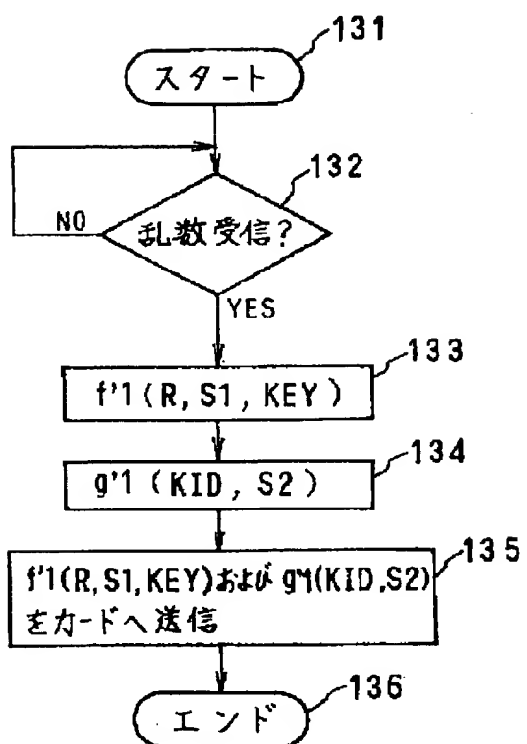 131
スタート
132
乱数受信?
NO
YES
133
f'1(R,S1,KEY)
134
g'1(KID,S2)
135
f'1(R,S1,KEY)および g'1(KID,S2)
をカードへ送信
136
エンド